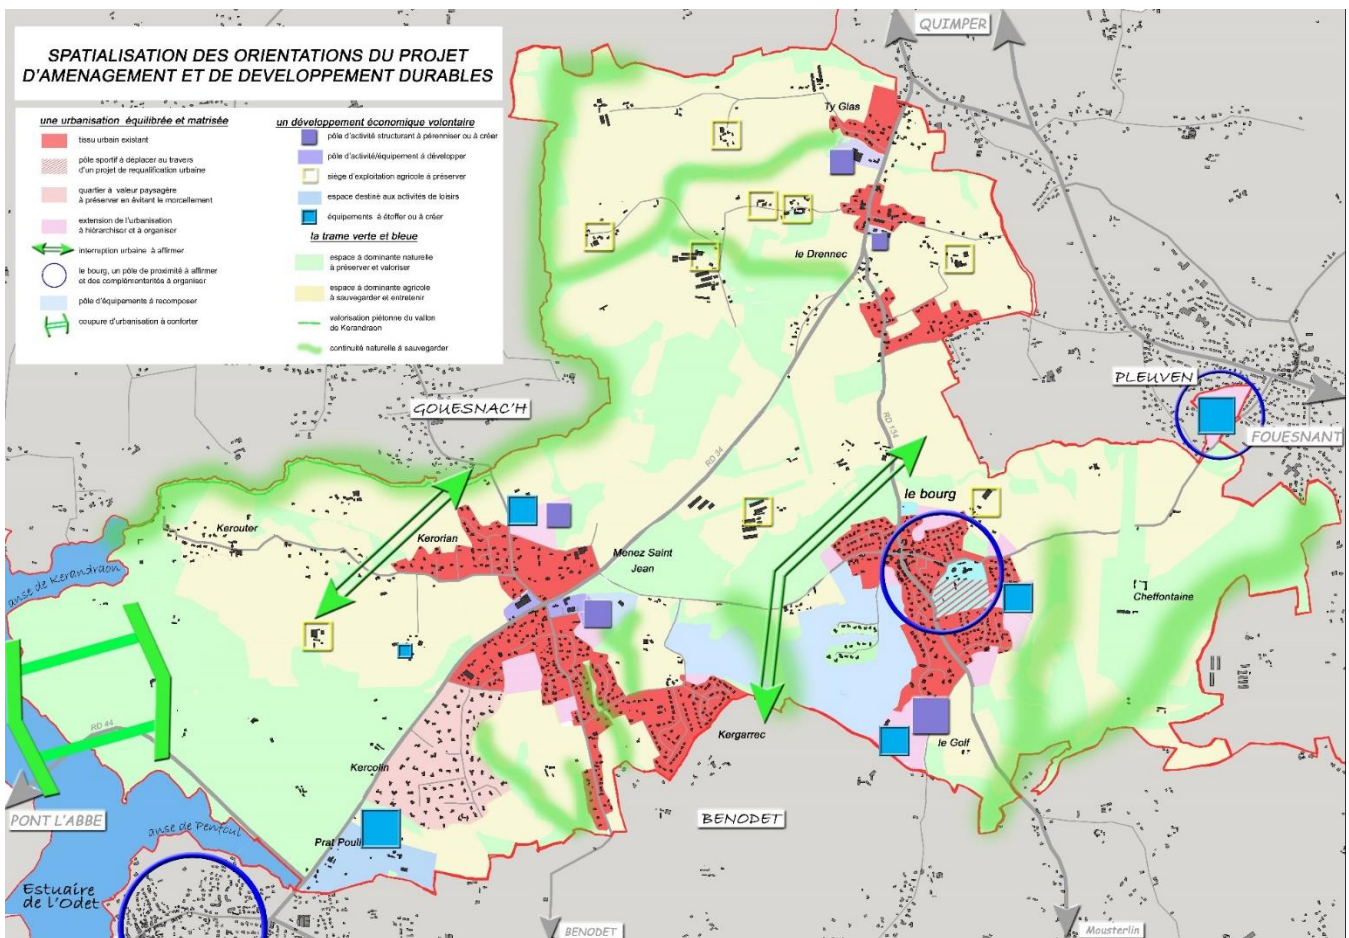 SPATIALISATION DES ORIENTATIONS DU PROJET
D'AMENAGEMENT ET DE DEVELOPPEMENT DURABLES
une urbanisation équilibrée et matrisée
tissu urbain existant
pôle sportif à déplacer au travers
d'un projet de requalification urbaine
quartier à valeur paysagère
à préserver en évitant le morcellement
extension de l'urbanisation
à hiérarchiser et à organiser
interruption urbaine à affirmer
le bourg, un pôle de proximité à affirmer
et des complémentarités à organiser
pôle d'équipements à recomposer
coupure d'urbanisation à conforter
un développement économique volontaire
pôle d'activité structurant à pérenniser ou à créer
pôle d'activité/équipement à développer
siège d'exploitation agricole à préserver
espace destiné aux activités de loisirs
équipements à étoffer ou à créer
la trame verte et bleue
espace à dominante naturelle
à préserver et valoriser
espace à dominante agricole
à sauvegarder et entretenir
valorisation piétonne du vallon
de Kerandraon
continuité naturelle à sauvegarder
QUIMPER
Ty Glas
le Drennec
PLEUVEN
GOUESNAC'H
FOUESNANT
RD 34
RD 134
le bourg
Kerouter
Kerorian
Menez Saint
Jean
anse de Kerandraon
Cheffontaine
RD 44
Kergarrec
le Golf
Kercolin
PONT L'ABBE
anse de Penfoul
BENODET
Prat Pouli
Estuaire
de l'Odet
BENODET
Mousterlin